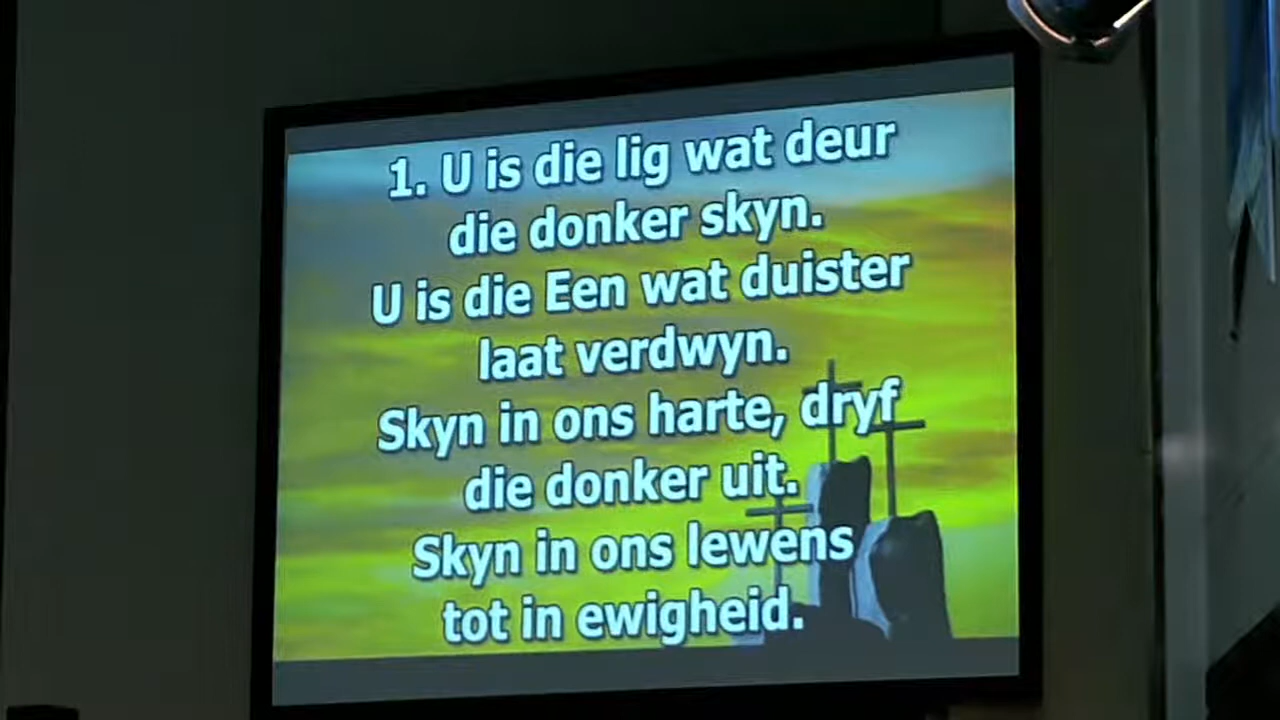 1. U is die lig wat deur
die donker skyn.
U is die Een wat duister
laat verdwyn.
Skyn in ons harte, dryf
die donker uit.
Skyn in ons lewens
tot in ewigheid.